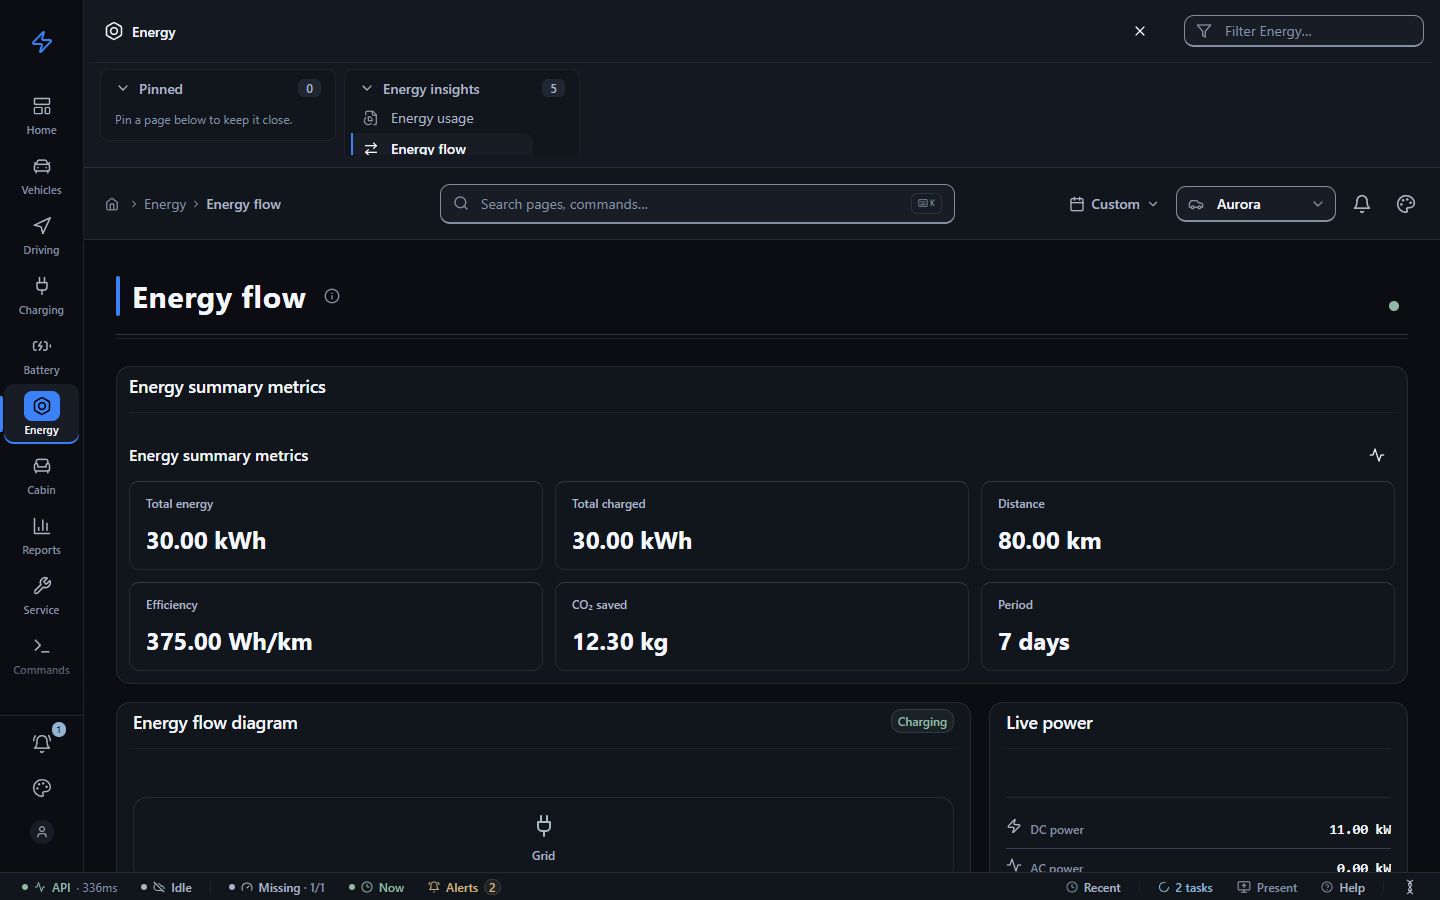 Energy
Filter Energy...
Pinned
0
Pin a page below to keep it close.
Energy insights
5
Energy usage
Energy flow
Home
Vehicles
Driving
Charging
Battery
Energy
Cabin
Reports
Service
Commands
1
Energy
Energy flow
Search pages, commands...
K
Custom
Aurora
Energy flow
Energy summary metrics
Energy summary metrics
Total energy
30.00 kWh
Total charged
30.00 kWh
Distance
80.00 km
Efficiency
375.00 Wh/km
CO₂ saved
12.30 kg
Period
7 days
Energy flow diagram
Charging
Grid
Live power
DC power
11.00 kW
AC power
0.00 kW
API · 336ms
Idle
Missing · 1/1
Now
Alerts 2
Recent
2 tasks
Present
Help